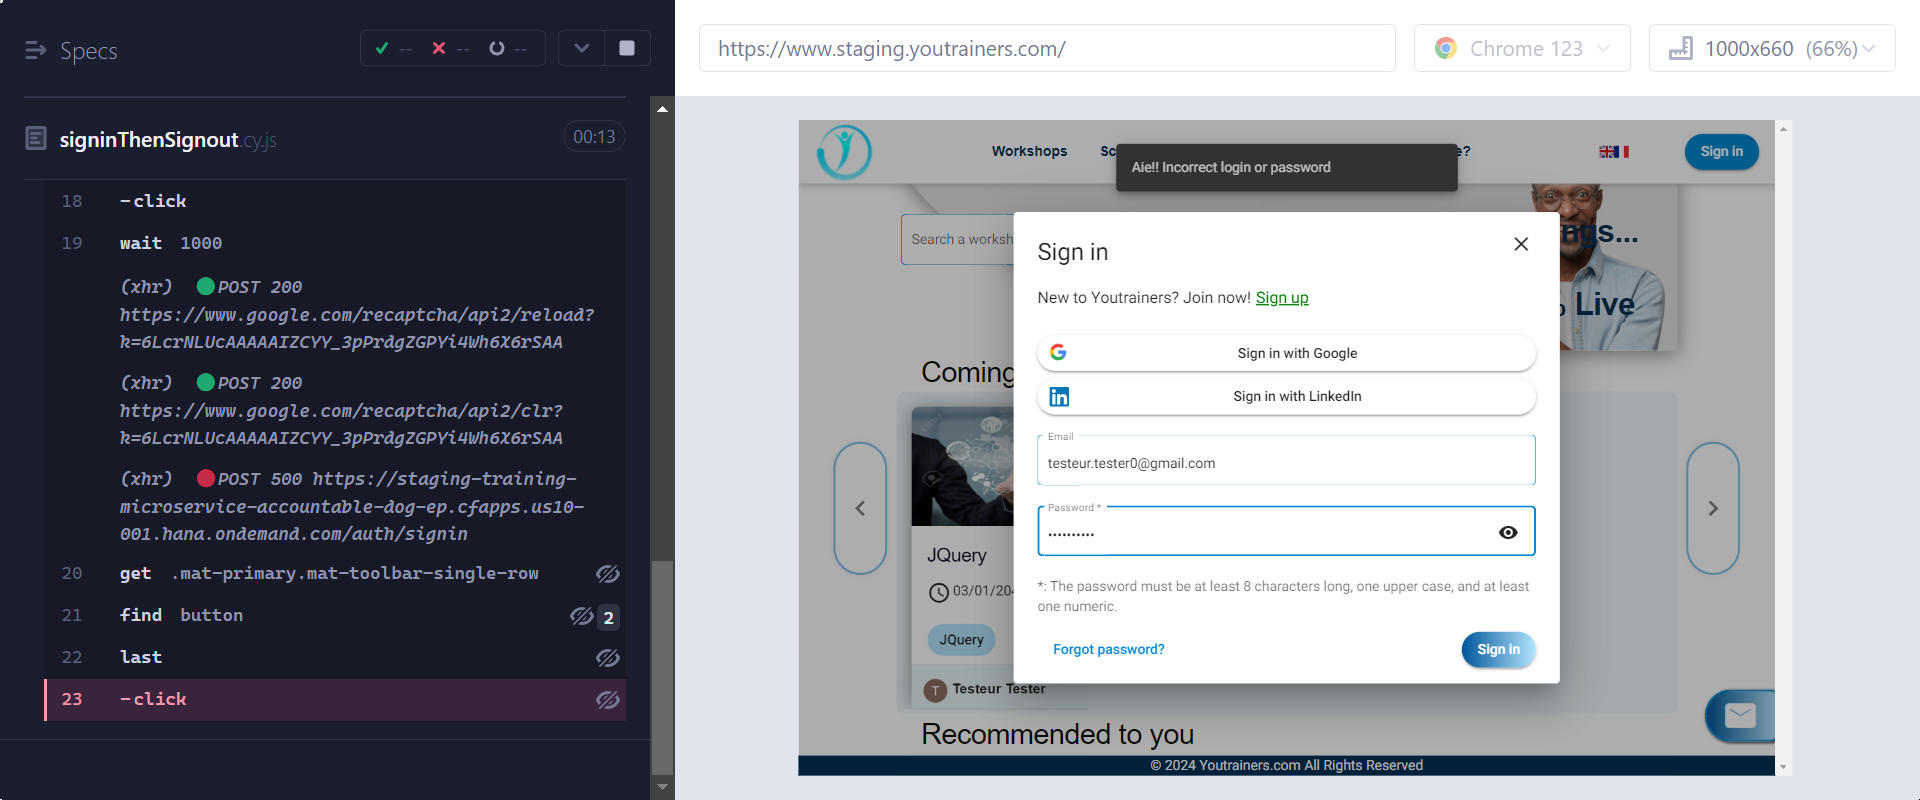 Specs
--
--
--
signinThenSignout.cy.js
00:13
18 -click
19 wait 1000
(xhr) POST 200
https://www.google.com/recaptcha/api2/reload?
k=6LcrNLUcAAAAAIZCYY_3pPrdgZGPYi4Wh6X6rSAA
(xhr) POST 200
https://www.google.com/recaptcha/api2/clr?
k=6LcrNLUcAAAAAIZCYY_3pPrdgZGPYi4Wh6X6rSAA
(xhr) POST 500 https://staging-training-
microservice-accountable-dog-ep.cfapps.us10-
001.hana.ondemand.com/auth/signin
20 get .mat-primary.mat-toolbar-single-row
21 find button 2
22 last
23 -click
https://www.staging.youtrainers.com/
Chrome 123
1000x660 (66%)
Workshops
Sc
e?
Sign in
Aie!! Incorrect login or password
Search a worksh
ngs...
Live
Sign in
New to Youtrainers? Join now! Sign up
Sign in with Google
Sign in with LinkedIn
Email
testeur.tester0@gmail.com
Password *
••••••••••
*: The password must be at least 8 characters long, one upper case, and at least
one numeric.
Forgot password?
Sign in
Coming
JQuery
03/01/204
JQuery
T Testeur Tester
Recommended to you
© 2024 Youtrainers.com All Rights Reserved